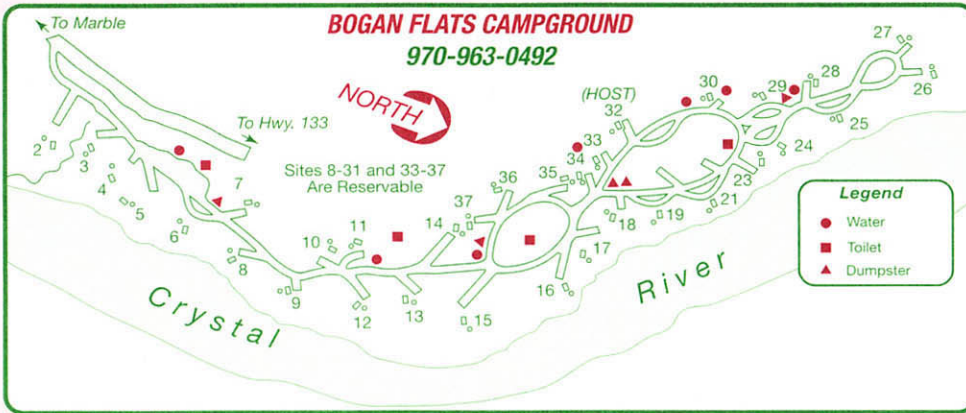 To Marble
BOGAN FLATS CAMPGROUND
970-963-0492
NORTH
To Hwy. 133
Sites 8-31 and 33-37
Are Reservable
(HOST)
2
3
4
5
6
7
8
9
10
11
12
13
14
15
16
17
18
19
21
23
24
25
26
27
28
29
30
32
33
34
35
36
37
Crystal
River
Legend
Water
Toilet
Dumpster